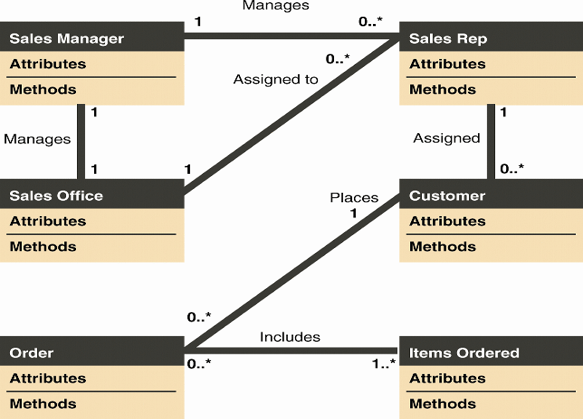 Manages
1
0..*
Sales Manager
Sales Rep
Attributes
Methods
Attributes
Methods
0..*
Assigned to
1
Manages
1
1
Assigned
0..*
1
Sales Office
Customer
Attributes
Methods
Attributes
Methods
Places
1
0..*
Includes
Order
Items Ordered
0..*
1..*
Attributes
Methods
Attributes
Methods